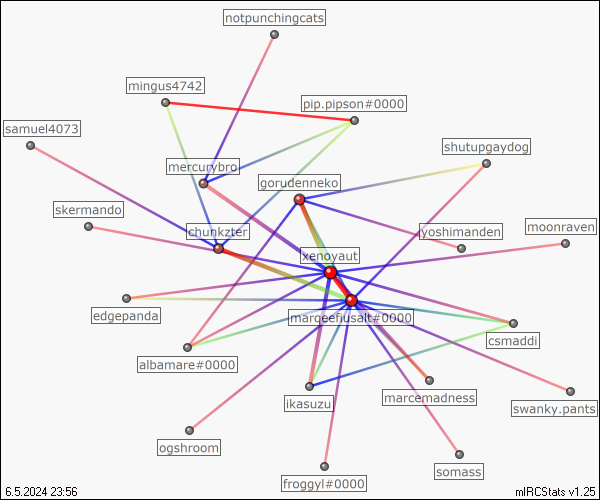 notpunchingcats
mingus4742
pip.pipson#0000
samuel4073
shutupgaydog
mercurybro
gorudenneko
skermando
chunkzter
yoshimanden
moonraven
xenoyaut
edgepanda
marceefiusalt#0000
csmaddi
albamare#0000
ikasuzu
marcemadness
swanky.pants
ogshroom
somass
froggyl#0000
6.5.2024 23:56
mIRCStats v1.25